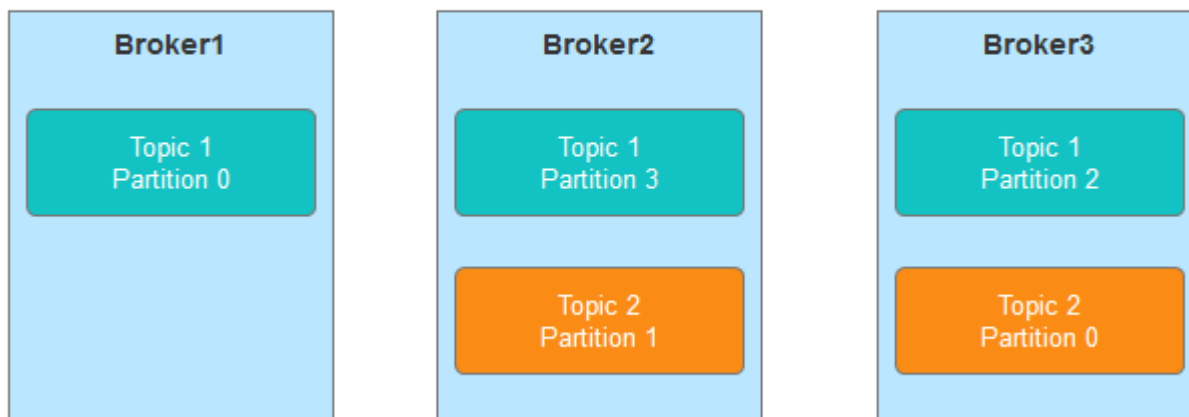 Broker1
Topic 1
Partition 0
Broker2
Topic 1
Partition 3
Topic 2
Partition 1
Broker3
Topic 1
Partition 2
Topic 2
Partition 0